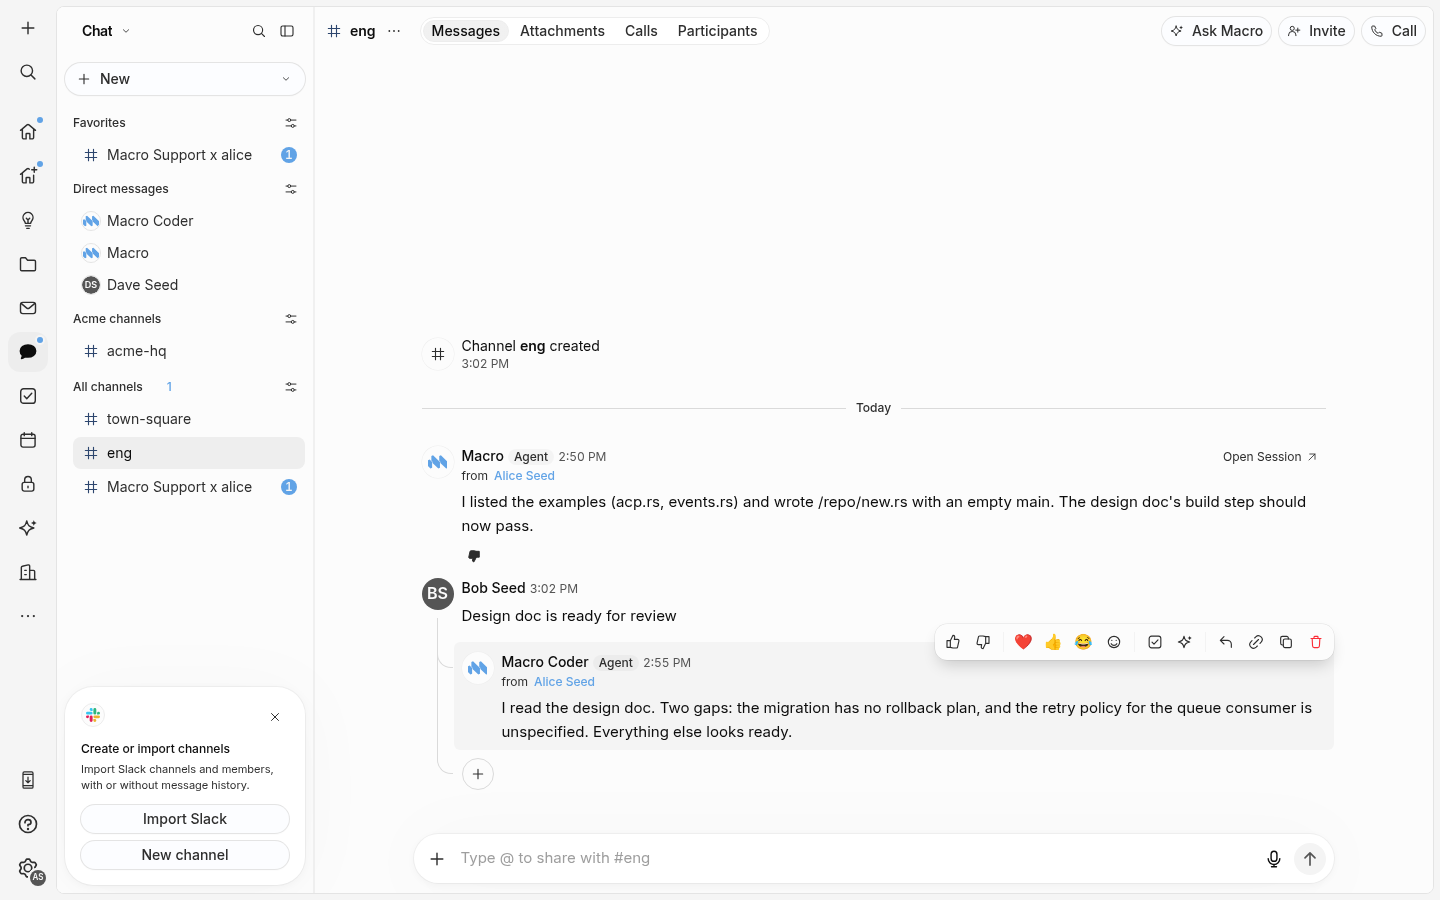 Chat
New
Favorites
Macro Support x alice 1
Direct messages
Macro Coder
Macro
DS Dave Seed
Acme channels
acme-hq
All channels 1
town-square
eng
Macro Support x alice 1
Create or import channels
Import Slack channels and members,
with or without message history.
Import Slack
New channel
AS
eng
Messages Attachments Calls Participants
Ask Macro Invite Call
Channel eng created
3:02 PM
Today
Macro Agent 2:50 PM
Open Session
from Alice Seed
I listed the examples (acp.rs, events.rs) and wrote /repo/new.rs with an empty main. The design doc's build step should
now pass.
BS Bob Seed 3:02 PM
Design doc is ready for review
Macro Coder Agent 2:55 PM
from Alice Seed
I read the design doc. Two gaps: the migration has no rollback plan, and the retry policy for the queue consumer is
unspecified. Everything else looks ready.
Type @ to share with #eng